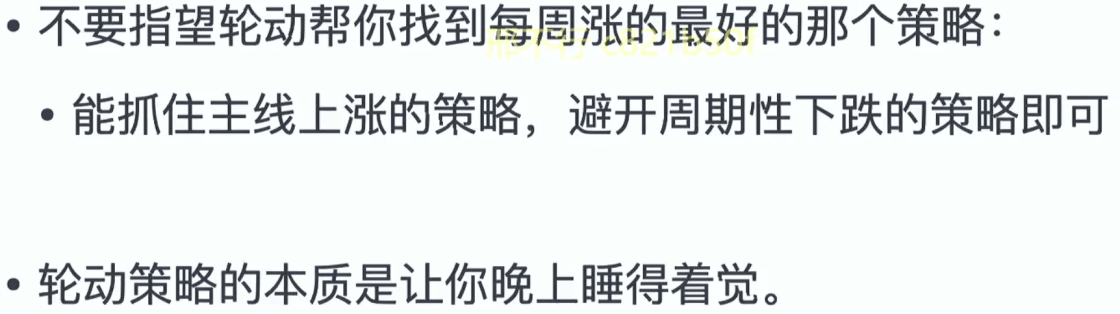 • 不要指望轮动帮你找到每周涨的最好的那个策略：
• 能抓住主线上涨的策略，避开周期性下跌的策略即可
• 轮动策略的本质是让你晚上睡得着觉。